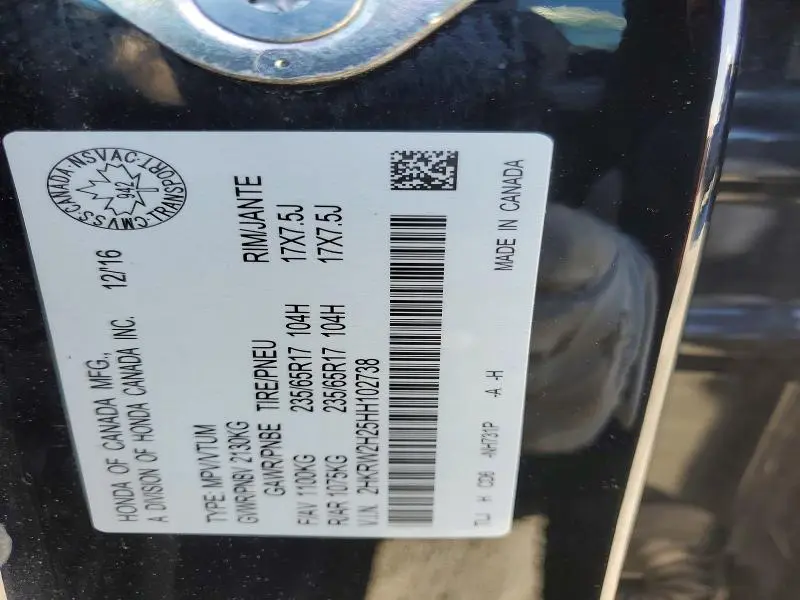 HONDA OF CANADA MFG.,
A DIVISION OF HONDA CANADA INC. 12/'16
CMVSS·CANADA·NSVAC·TRANSPORT
942
TYPE: MPV/VTUM
GVWR/PNBV 2130KG
GAWR/PNBE TIRE/PNEU RIM/JANTE
F/AV 1100KG 235/65R17 104H 17X7.5J
R/AR 1075KG 235/65R17 104H 17X7.5J
V.I.N. 2HKRW2H25HH102738
TLJ H CD6 -NH731P -A -H MADE IN CANADA